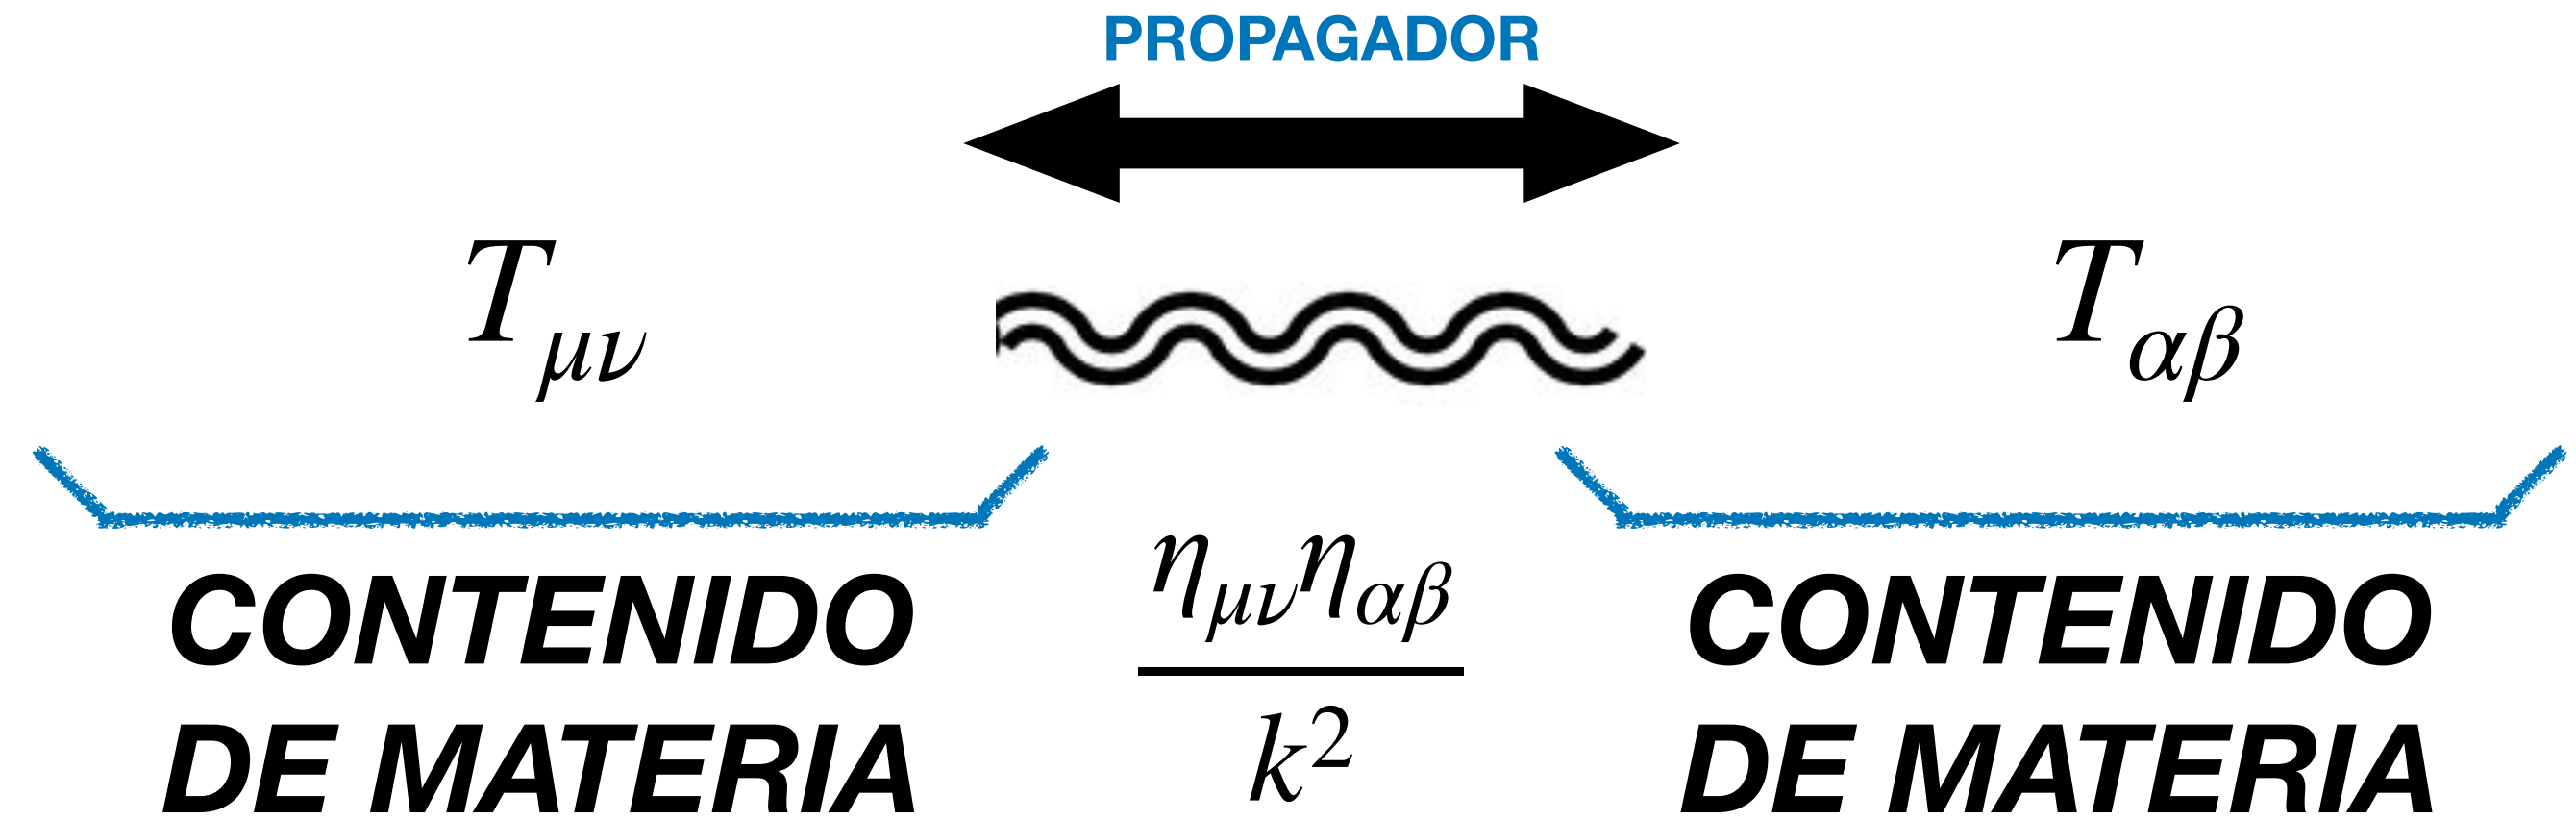 PROPAGADOR
T_{μν} T_{αβ}
η_{μν}η_{αβ}
k²
CONTENIDO
DE MATERIA
CONTENIDO
DE MATERIA